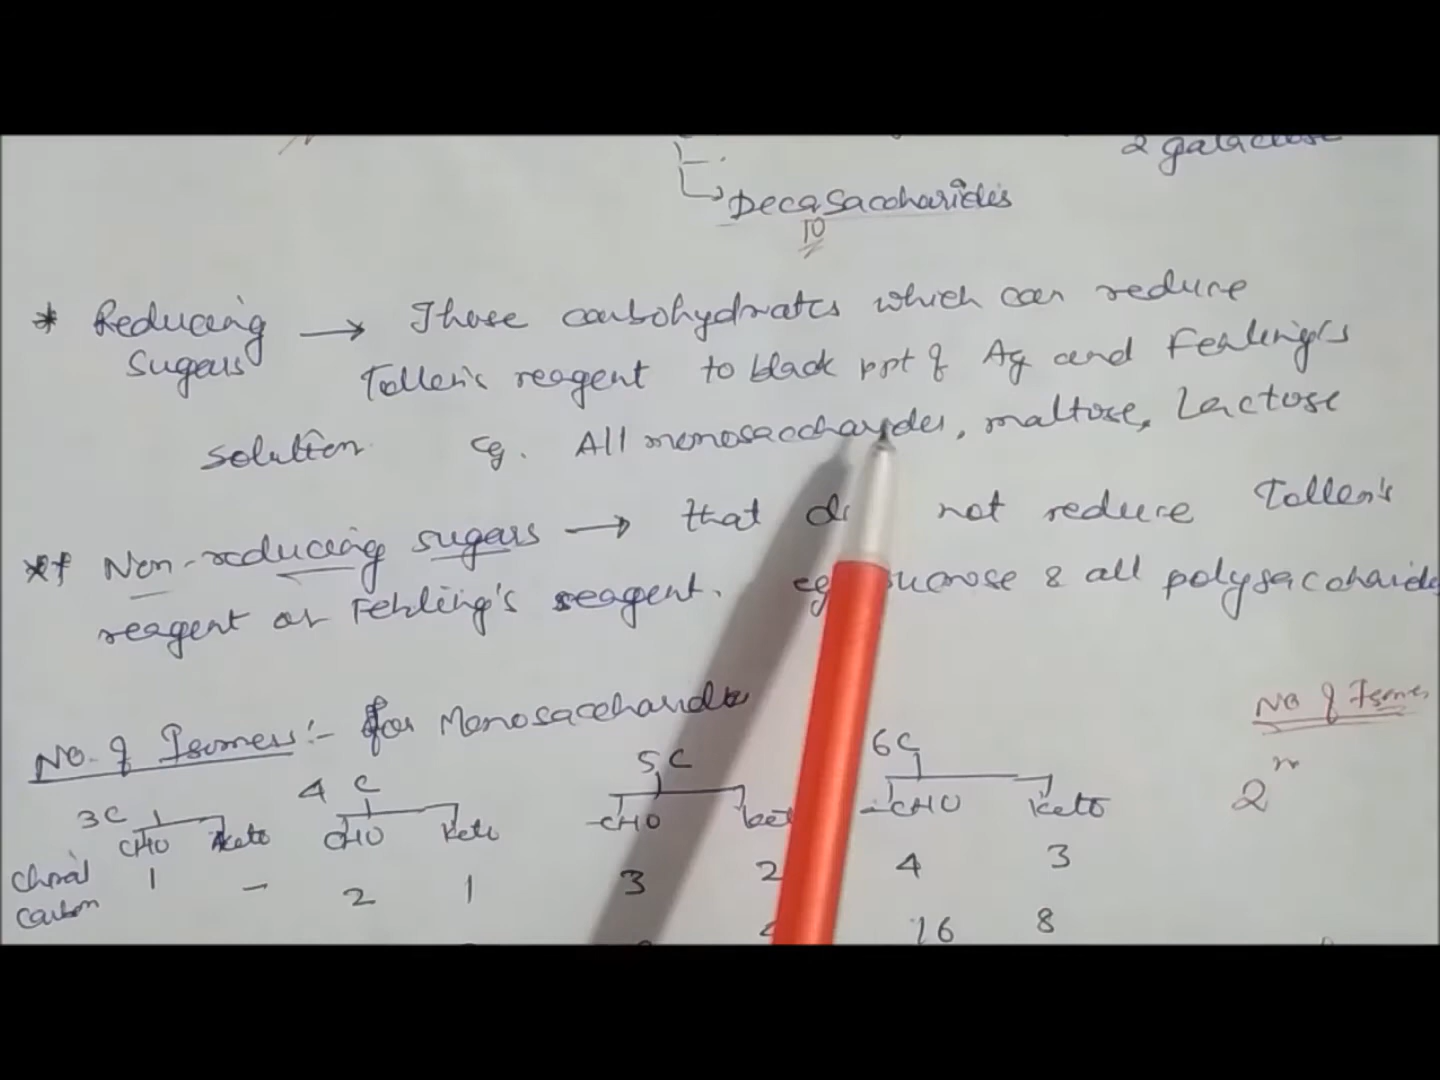 2 galactose
Decasaccharides
10
* Reducing Sugars → Those carbohydrates which can reduce
Tollen's reagent to black ppt of Ag and Fehling's
solution. eg. All monosaccharides, maltose, Lactose
** Non-reducing sugars → that do not reduce Tollen's
reagent or Fehling's reagent. eg sucrose & all polysaccharide
No. of Isomers :- for Monosaccharide
No of Isomers
3C 4C 5C 6C
CHO Keto CHO Keto -CHO ket -CHO Keto
2ⁿ
Chiral Carbon 1 – 2 1 3 2 4 3
16 8